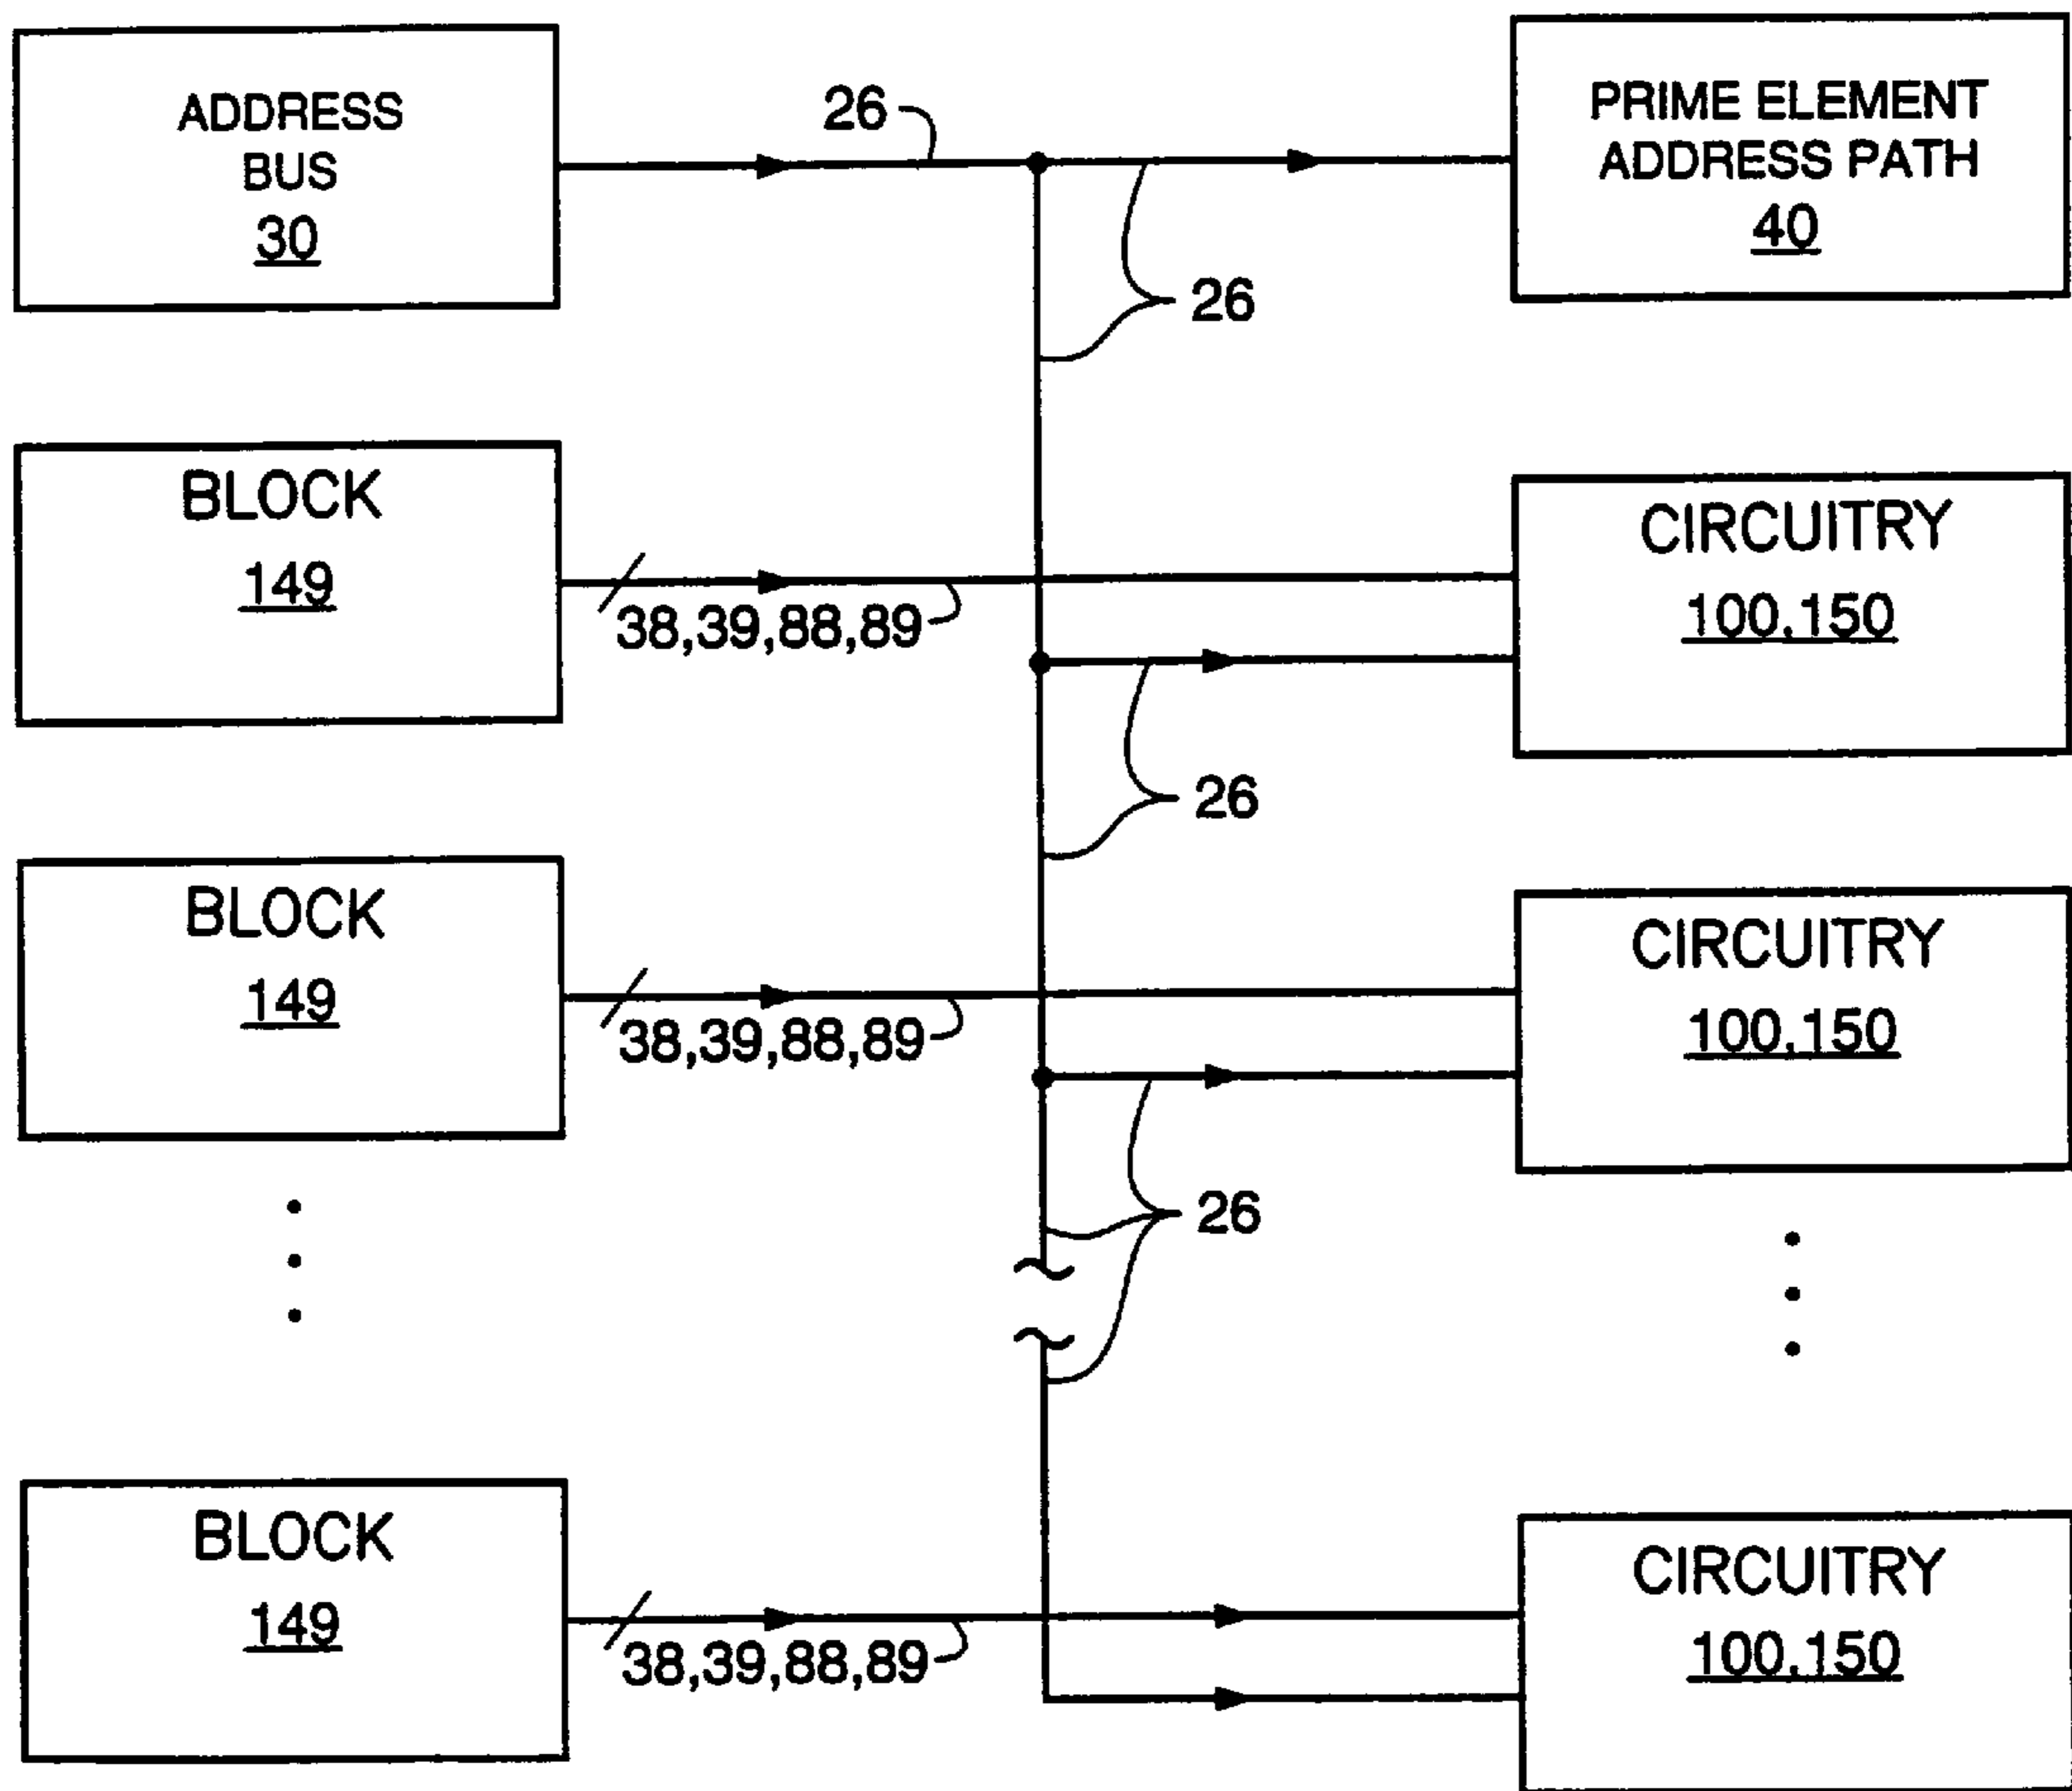 ADDRESS
BUS
30
26
PRIME ELEMENT
ADDRESS PATH
40
26
BLOCK
149
38,39,88,89
CIRCUITRY
100,150
26
BLOCK
149
38,39,88,89
CIRCUITRY
100,150
26
BLOCK
149
38,39,88,89
CIRCUITRY
100,150